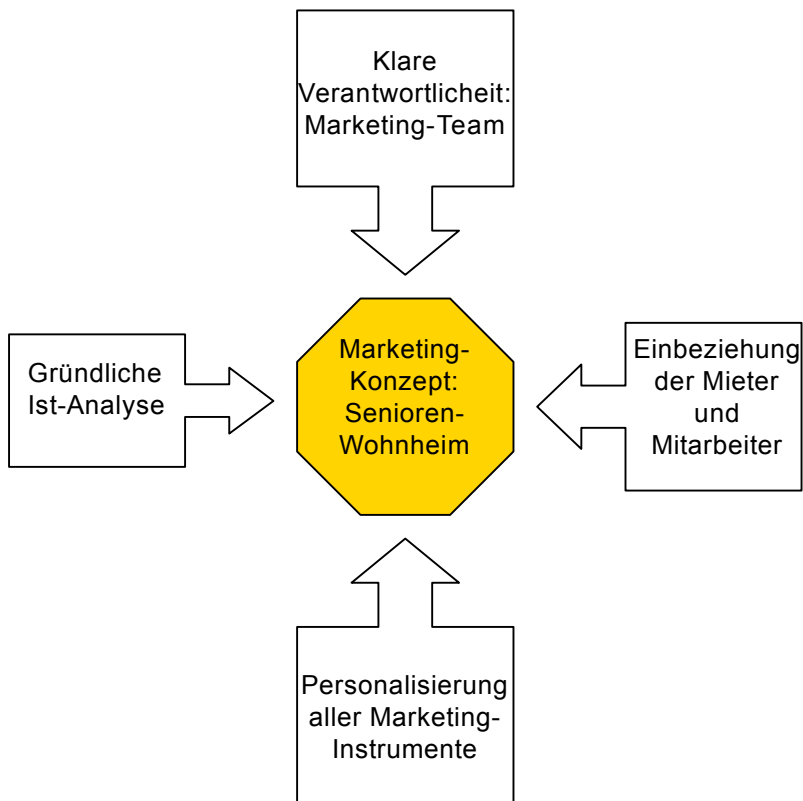 Klare
Verantwortlicheit:
Marketing-Team
Gründliche
Ist-Analyse
Marketing-
Konzept:
Senioren-
Wohnheim
Einbeziehung
der Mieter
und
Mitarbeiter
Personalisierung
aller Marketing-
Instrumente